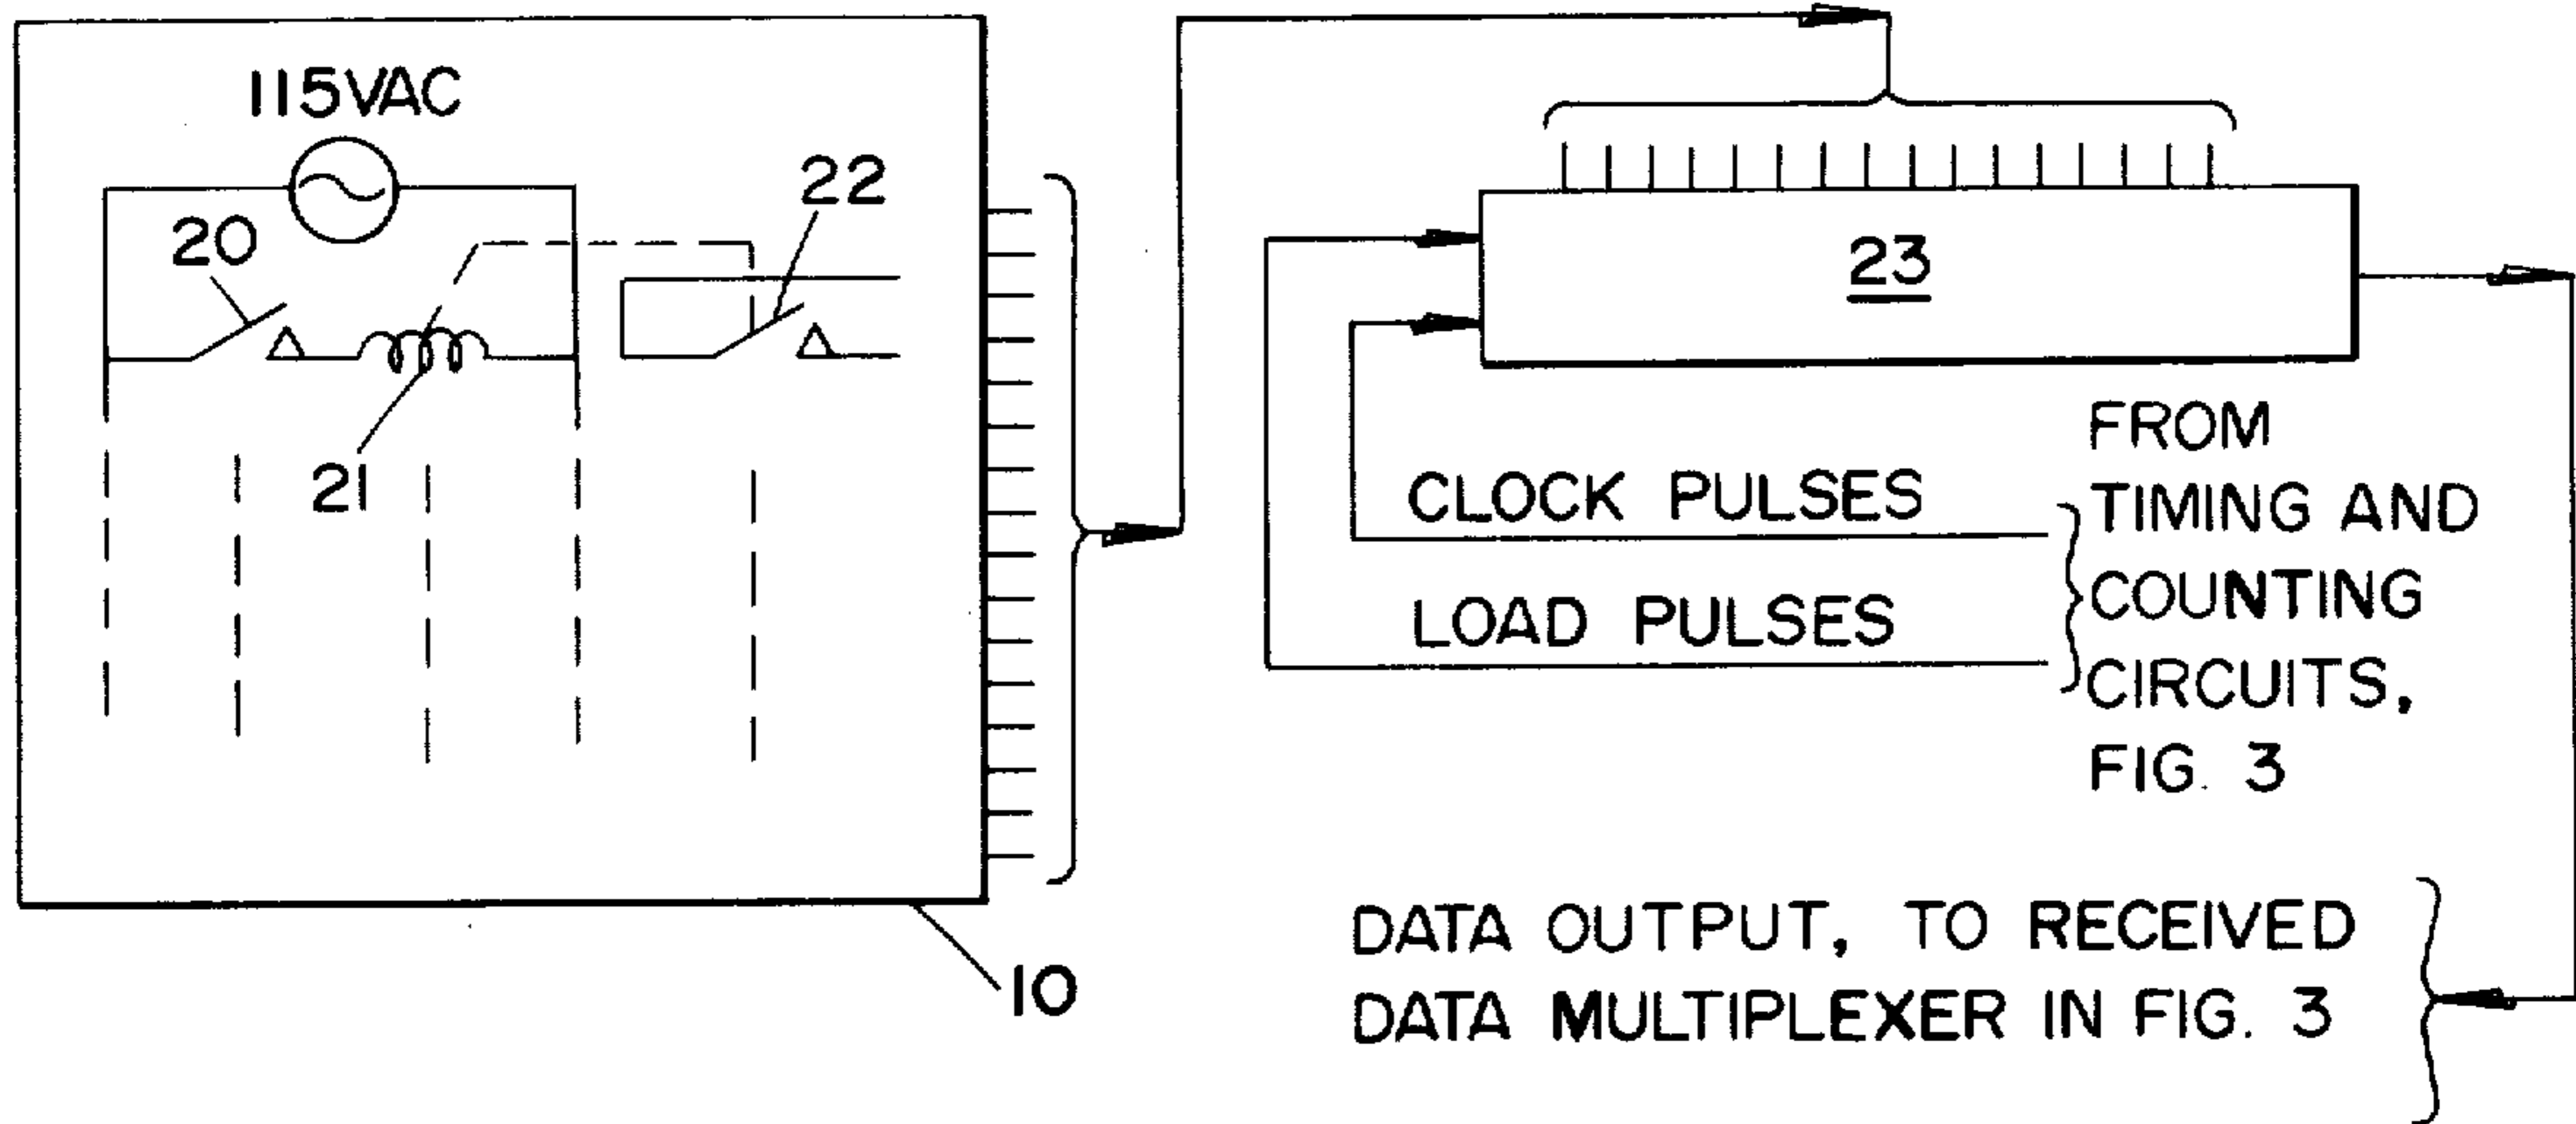 115VAC
20
22
21
10
23
CLOCK PULSES
LOAD PULSES
FROM
TIMING AND
COUNTING
CIRCUITS,
FIG. 3
DATA OUTPUT, TO RECEIVED
DATA MULTIPLEXER IN FIG. 3